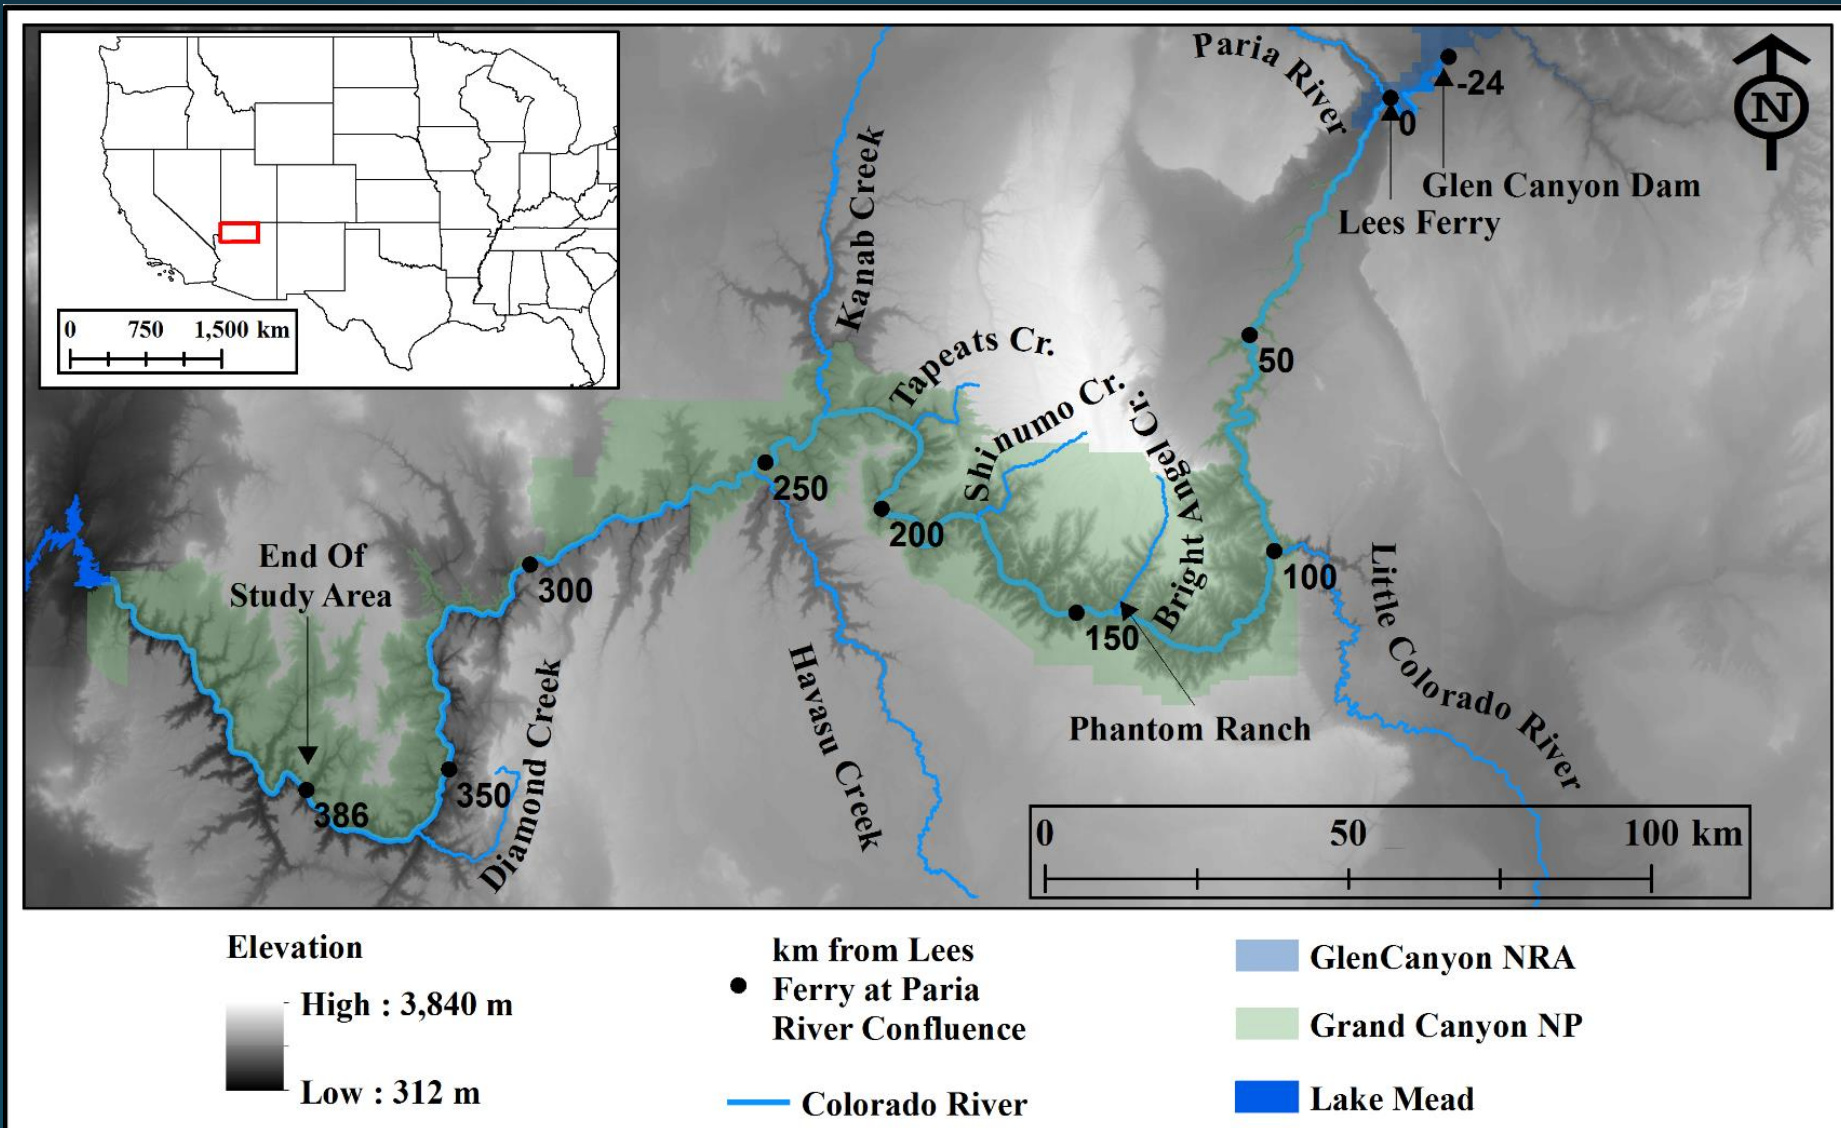 0 750 1,500 km
Paria River
-24
0
N
Glen Canyon Dam
Lees Ferry
Kanab Creek
Tapeats Cr.
Shinumo Cr.
Bright Angel Cr.
50
250
200
100
300
150
End Of
Study Area
Little Colorado River
Phantom Ranch
Havasu Creek
Diamond Creek
350
386
0 50 100 km
Elevation
High : 3,840 m
Low : 312 m
km from Lees
Ferry at Paria
River Confluence
Colorado River
GlenCanyon NRA
Grand Canyon NP
Lake Mead